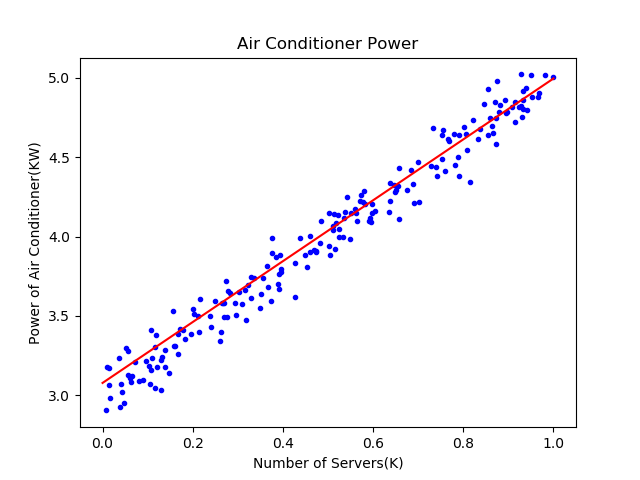 Air Conditioner Power
5.0
4.5
4.0
3.5
3.0
Power of Air Conditioner(KW)
0.0 0.2 0.4 0.6 0.8 1.0
Number of Servers(K)